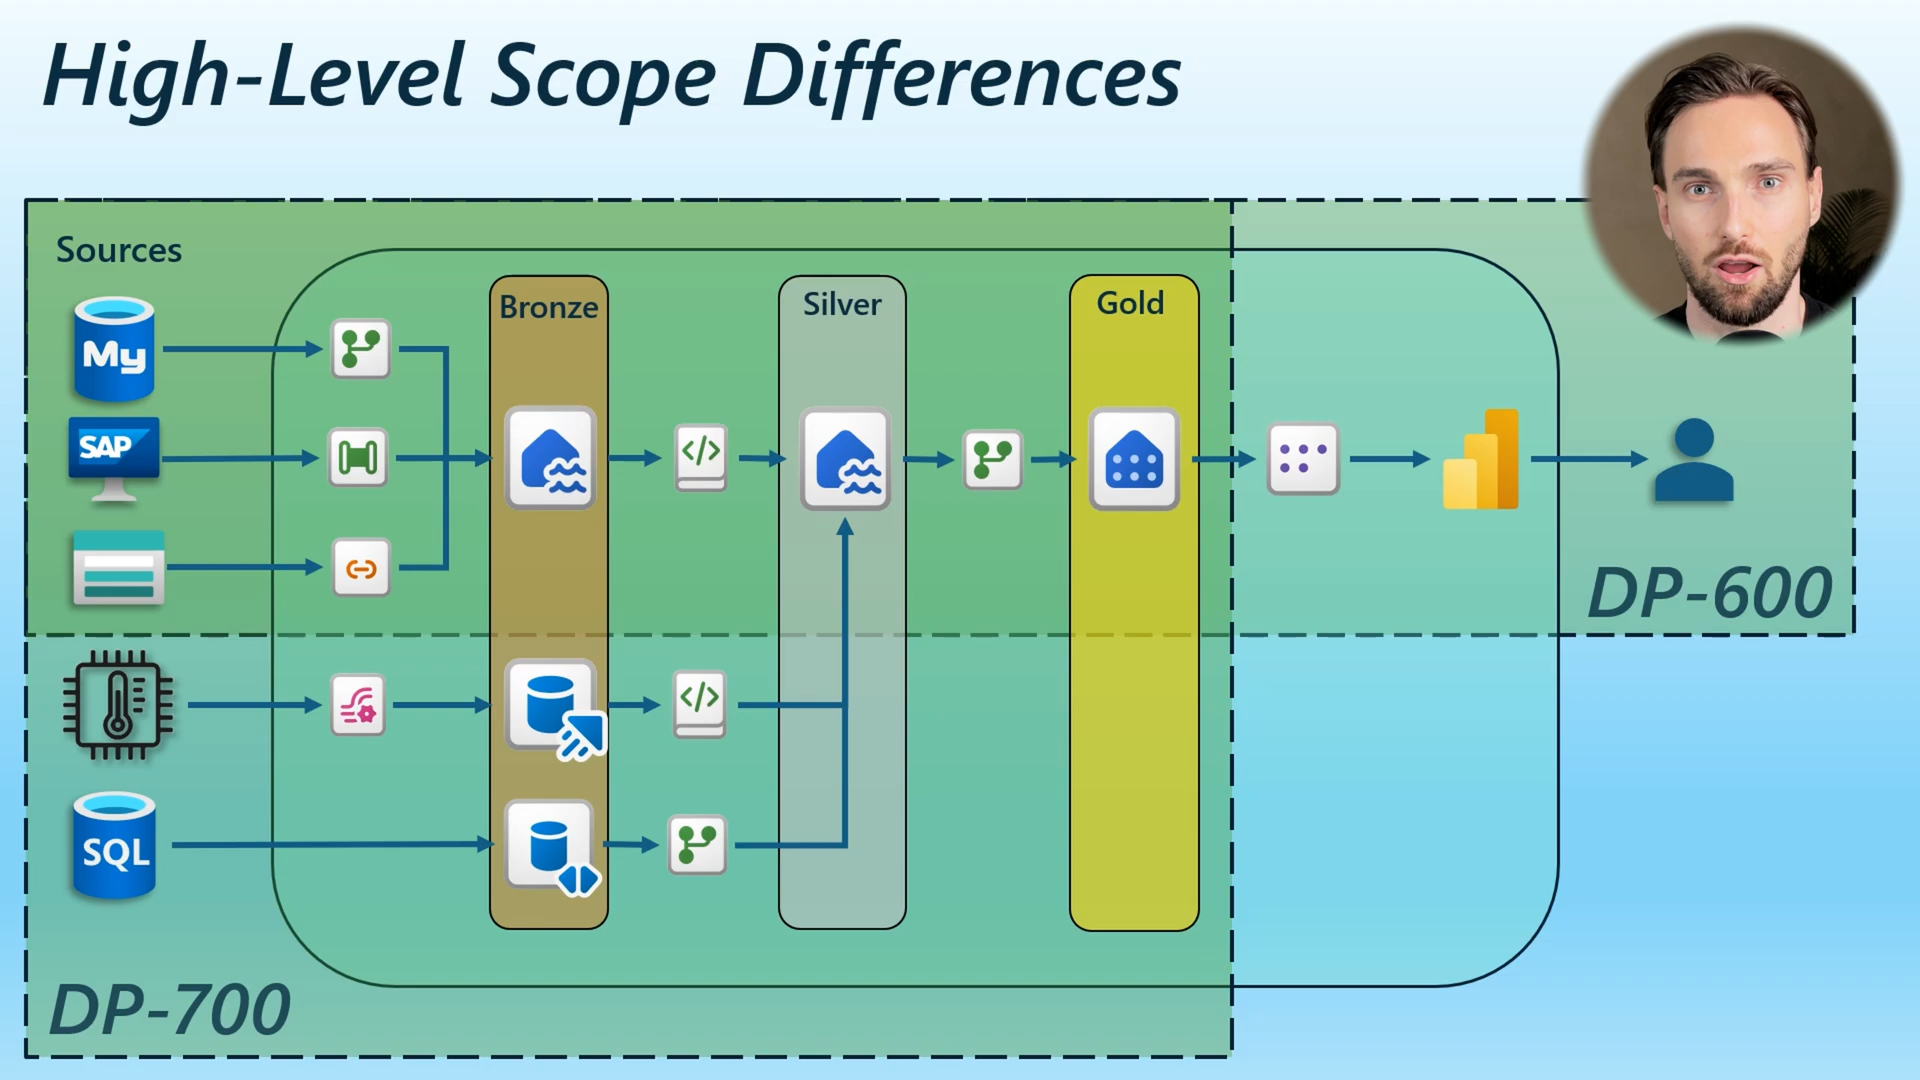 High-Level Scope Differences
Sources
Bronze
Silver
Gold
My
SAP
</>
DP-600
</>
SQL
DP-700